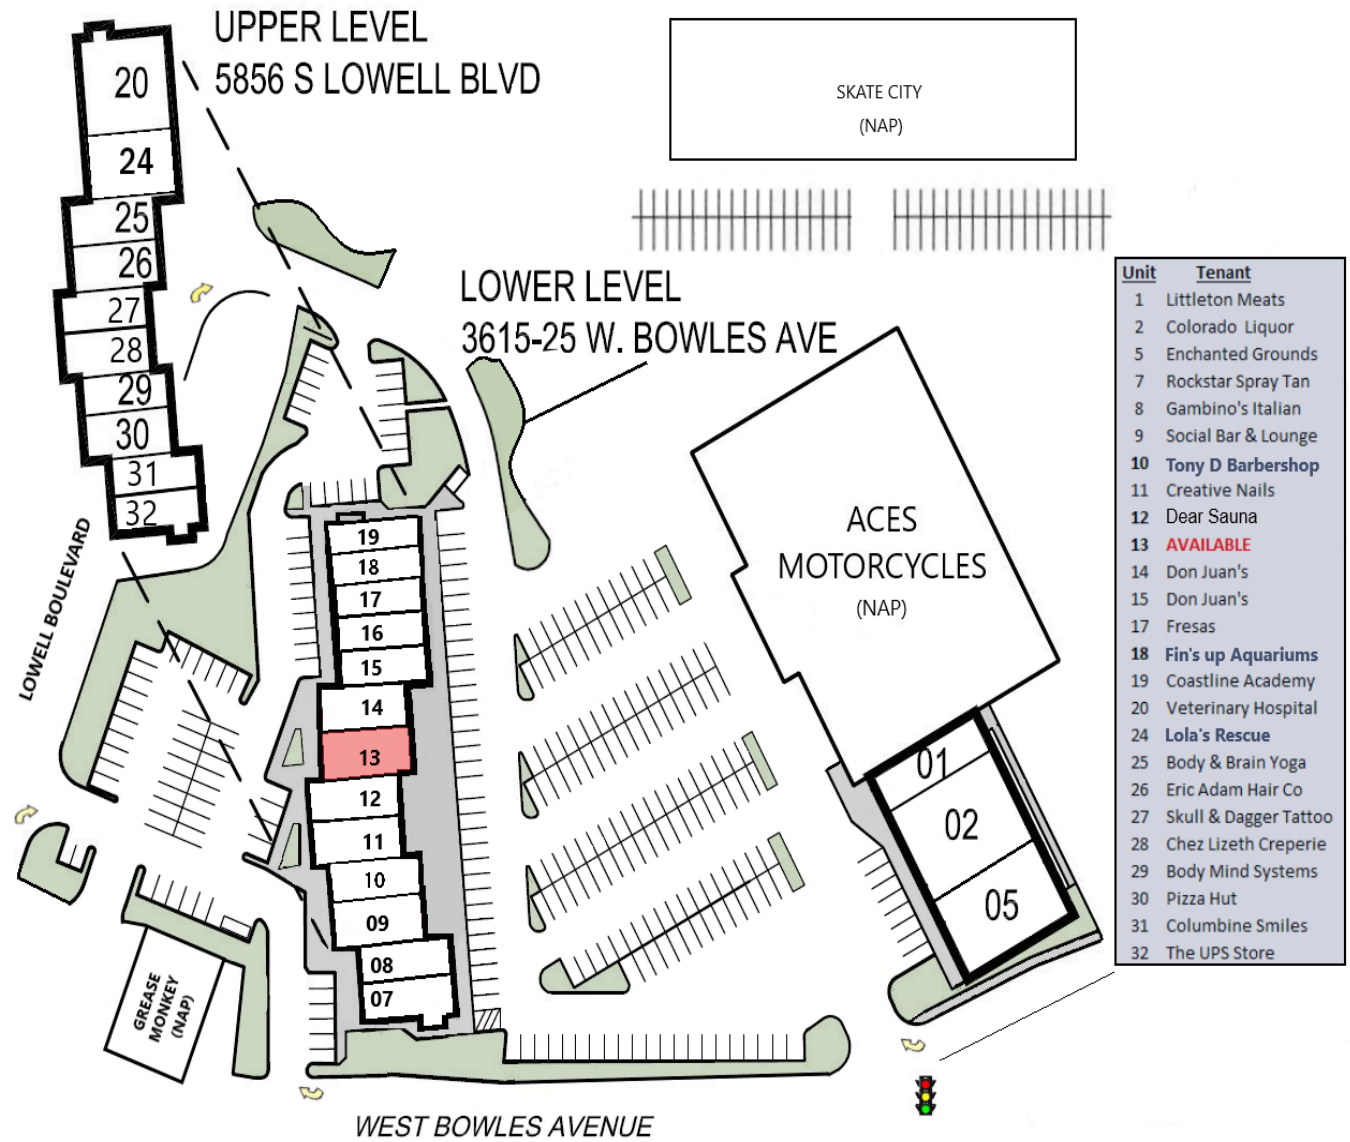 UPPER LEVEL
5856 S LOWELL BLVD
20
24
25
26
27
28
29
30
31
32
SKATE CITY
(NAP)
LOWER LEVEL
3615-25 W. BOWLES AVE
ACES
MOTORCYCLES
(NAP)
LOWELL BOULEVARD
19
18
17
16
15
14
13
12
11
10
09
08
07
01
02
05
GREASE
MONKEY
(NAP)
WEST BOWLES AVENUE
Unit Tenant
1 Littleton Meats
2 Colorado Liquor
5 Enchanted Grounds
7 Rockstar Spray Tan
8 Gambino's Italian
9 Social Bar & Lounge
10 Tony D Barbershop
11 Creative Nails
12 Dear Sauna
13 AVAILABLE
14 Don Juan's
15 Don Juan's
17 Fresas
18 Fin's up Aquariums
19 Coastline Academy
20 Veterinary Hospital
24 Lola's Rescue
25 Body & Brain Yoga
26 Eric Adam Hair Co
27 Skull & Dagger Tattoo
28 Chez Lizeth Creperie
29 Body Mind Systems
30 Pizza Hut
31 Columbine Smiles
32 The UPS Store